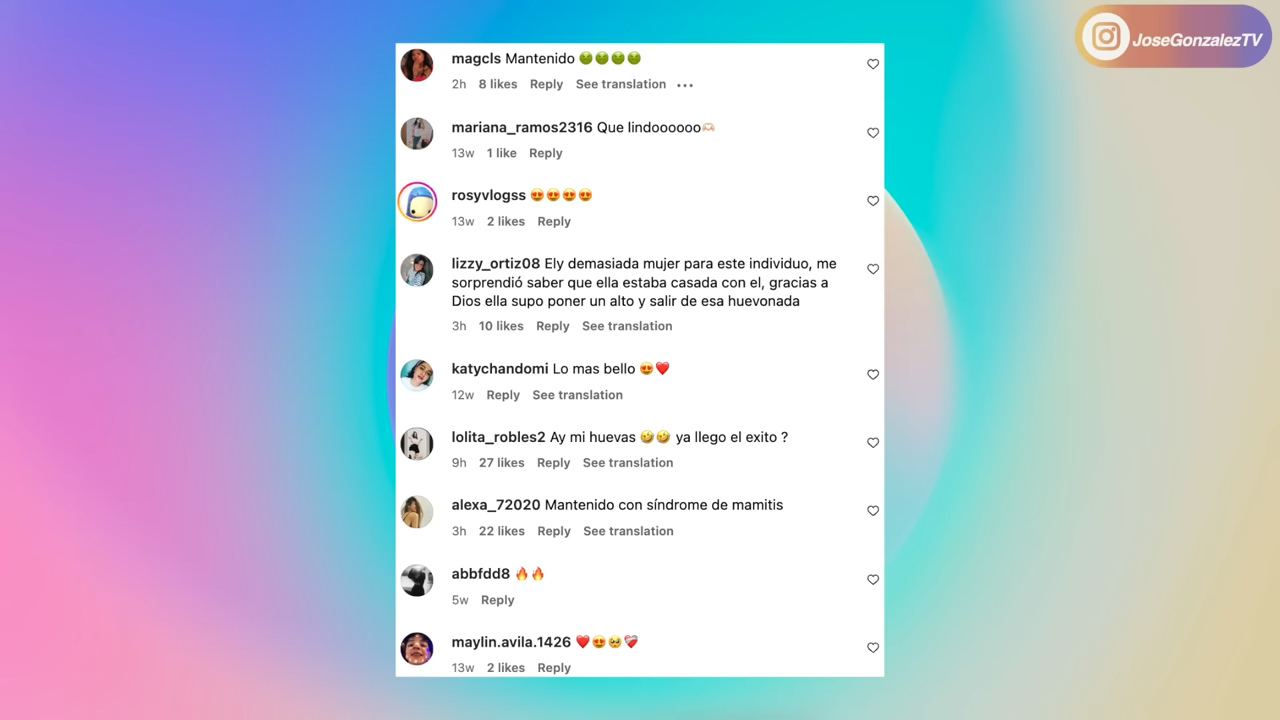 JoseGonzalezTV
magcls Mantenido 🤢🤢🤢🤢
2h 8 likes Reply See translation •••
mariana_ramos2316 Que lindoooooo🫶🏻
13w 1 like Reply
rosyvlogss 😍😍😍😍
13w 2 likes Reply
lizzy_ortiz08 Ely demasiada mujer para este individuo, me
sorprendió saber que ella estaba casada con el, gracias a
Dios ella supo poner un alto y salir de esa huevonada
3h 10 likes Reply See translation
katychandomi Lo mas bello 😍❤️
12w Reply See translation
lolita_robles2 Ay mi huevas 🤣🤣 ya llego el exito ?
9h 27 likes Reply See translation
alexa_72020 Mantenido con síndrome de mamitis
3h 22 likes Reply See translation
abbfdd8 🔥🔥
5w Reply
maylin.avila.1426 ❤️😍🥹❤️‍🩹
13w 2 likes Reply